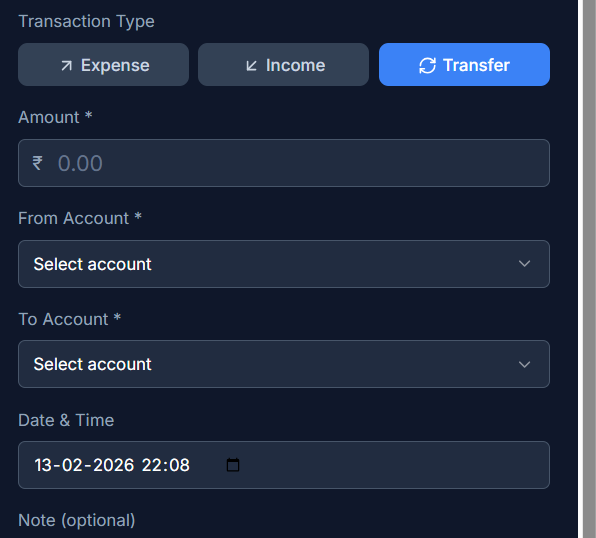 Transaction Type
Expense Income Transfer
Amount *
₹ 0.00
From Account *
Select account
To Account *
Select account
Date & Time
13-02-2026 22:08
Note (optional)